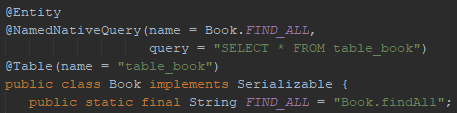 @Entity
@NamedNativeQuery(name = Book.FIND_ALL,
query = "SELECT * FROM table_book")
@Table(name = "table_book")
public class Book implements Serializable {
public static final String FIND_ALL = "Book.findAll";